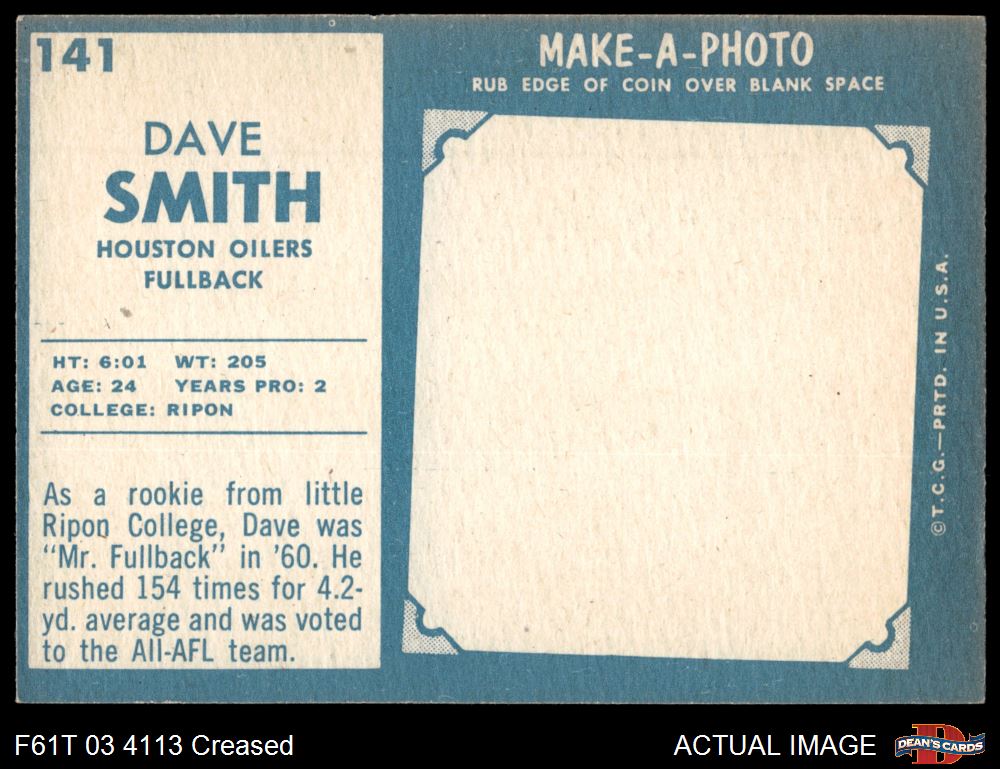 141
DAVE
SMITH
HOUSTON OILERS
FULLBACK
HT: 6:01 WT: 205
AGE: 24 YEARS PRO: 2
COLLEGE: RIPON
As a rookie from little
Ripon College, Dave was
"Mr. Fullback" in '60. He
rushed 154 times for 4.2-
yd. average and was voted
to the All-AFL team.
MAKE-A-PHOTO
RUB EDGE OF COIN OVER BLANK SPACE
©T.C.G.—PRTD. IN U.S.A.
F61T 03 4113 Creased
ACTUAL IMAGE
D
DEAN'S CARDS